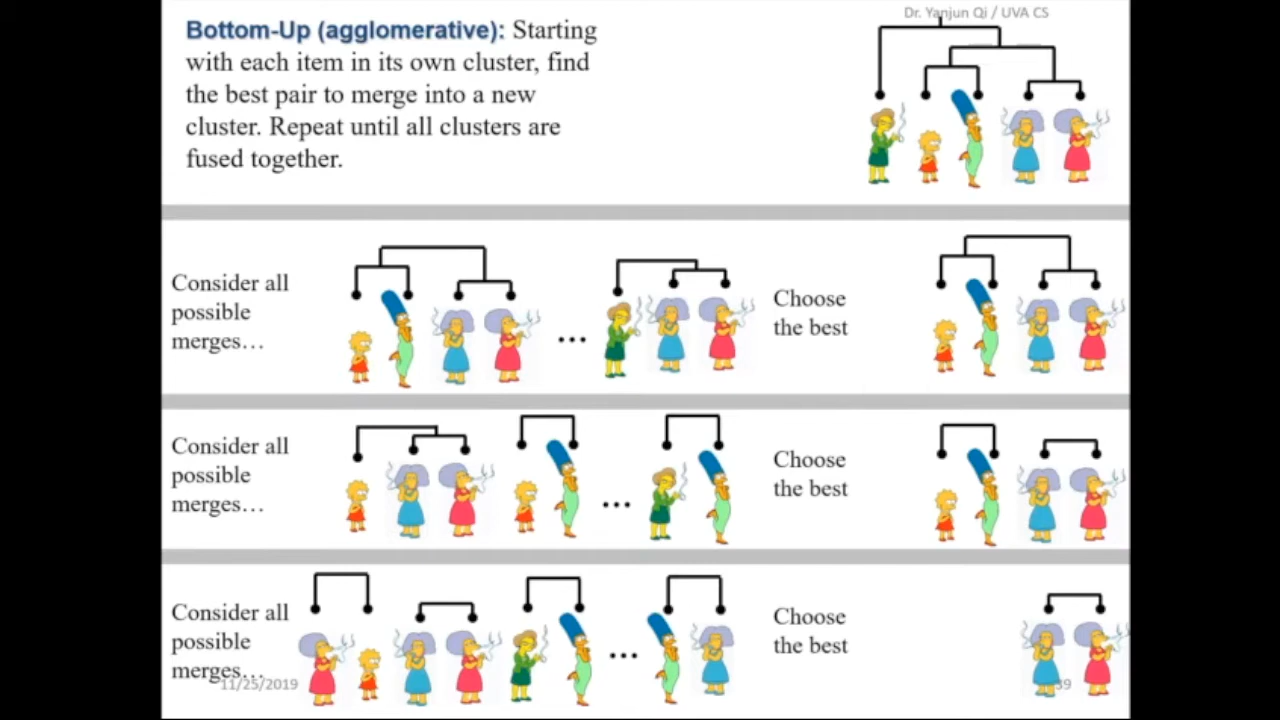 Dr. Yanjun Qi / UVA CS
Bottom-Up (agglomerative): Starting
with each item in its own cluster, find
the best pair to merge into a new
cluster. Repeat until all clusters are
fused together.
Consider all
possible
merges…
…
Choose
the best
Consider all
possible
merges…
…
Choose
the best
Consider all
possible
merges…
…
Choose
the best
11/25/2019
39